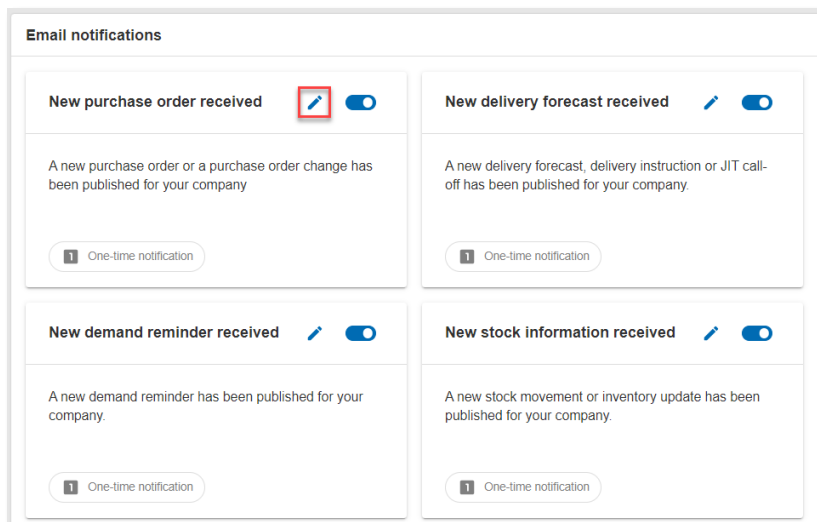 Email notifications
New purchase order received
A new purchase order or a purchase order change has
been published for your company
1 One-time notification
New delivery forecast received
A new delivery forecast, delivery instruction or JIT call-
off has been published for your company.
1 One-time notification
New demand reminder received
A new demand reminder has been published for your
company.
1 One-time notification
New stock information received
A new stock movement or inventory update has been
published for your company.
1 One-time notification